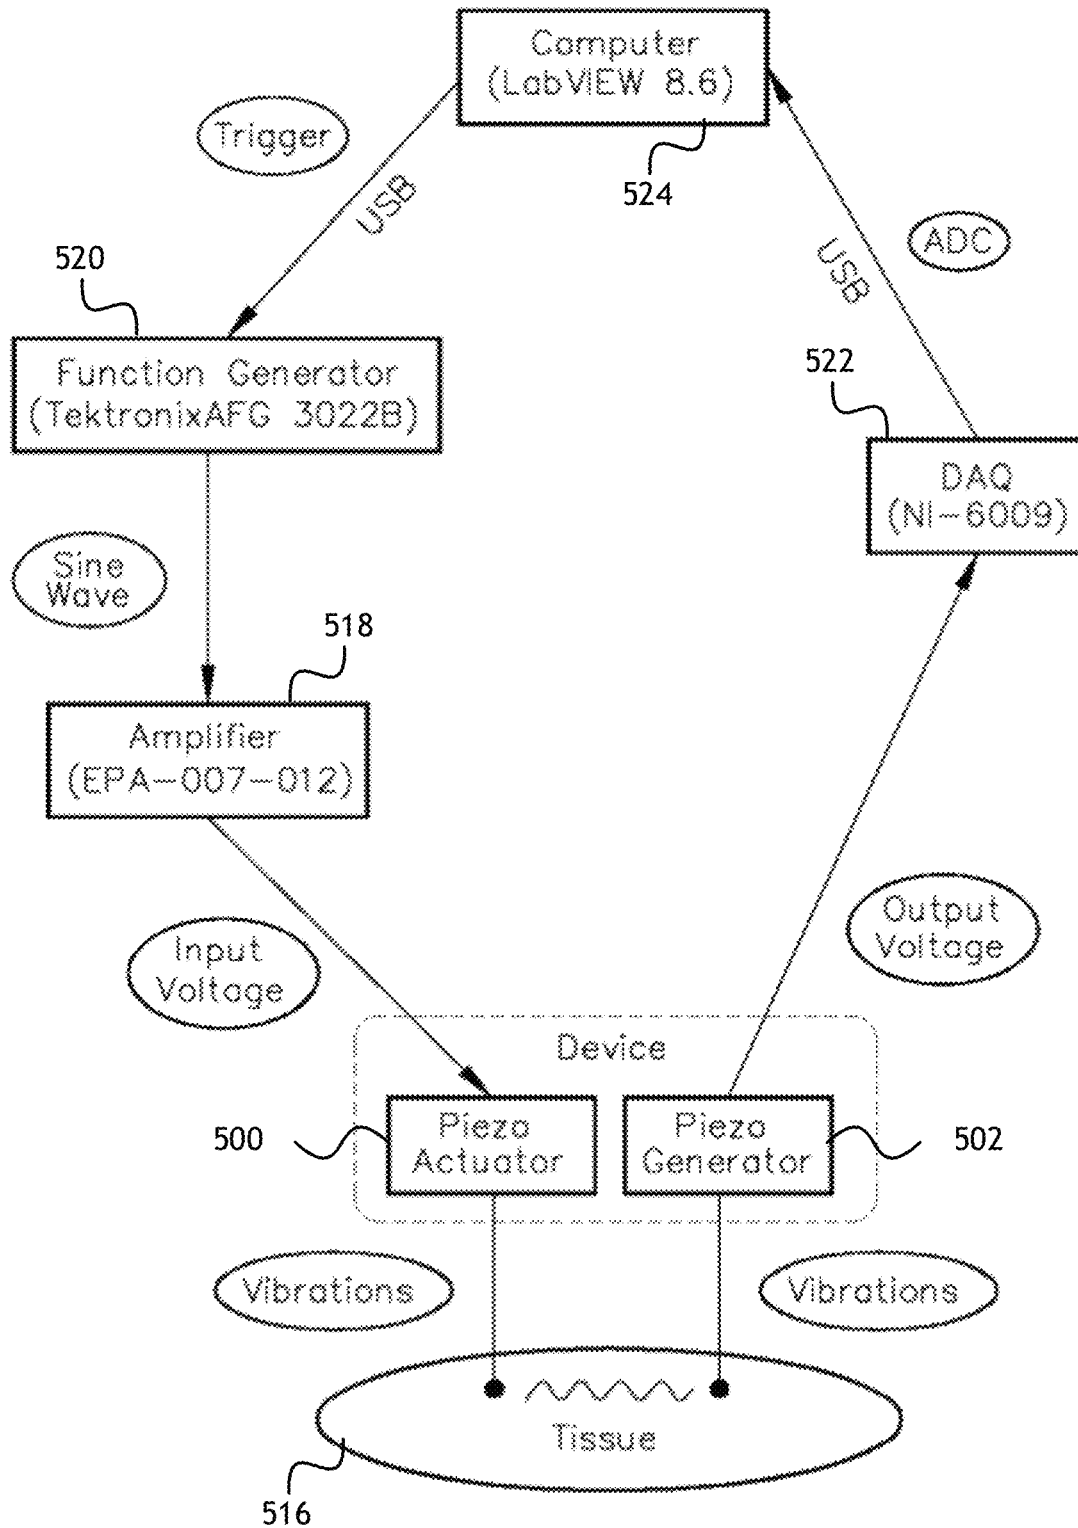 Computer
(LabVIEW 8.6)
Trigger
524
USB
ADC
USB
520
522
Function Generator
(TektronixAFG 3022B)
DAQ
(NI-6009)
Sine
Wave
518
Amplifier
(EPA-007-012)
Output
Voltage
Input
Voltage
Device
500
Piezo
Actuator
Piezo
Generator
502
Vibrations
Vibrations
Tissue
516